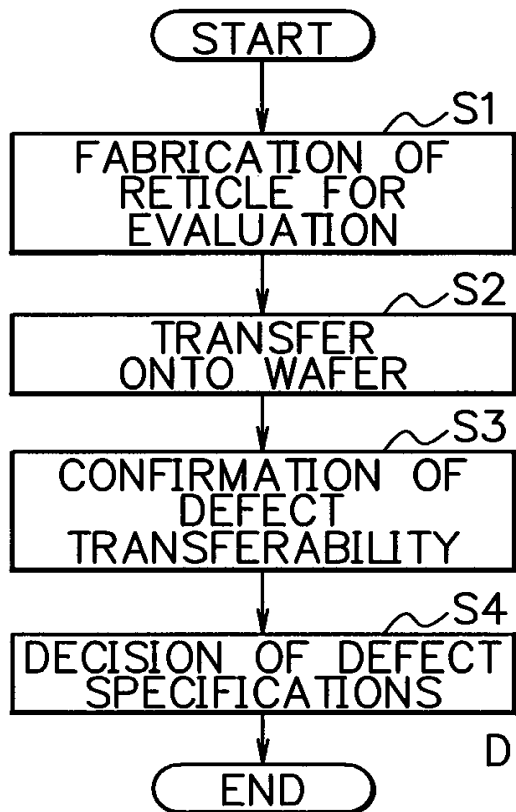 START
S1
FABRICATION OF
RETICLE FOR
EVALUATION
S2
TRANSFER
ONTO WAFER
S3
CONFIRMATION OF
DEFECT
TRANSFERABILITY
S4
DECISION OF DEFECT
SPECIFICATIONS
D
END